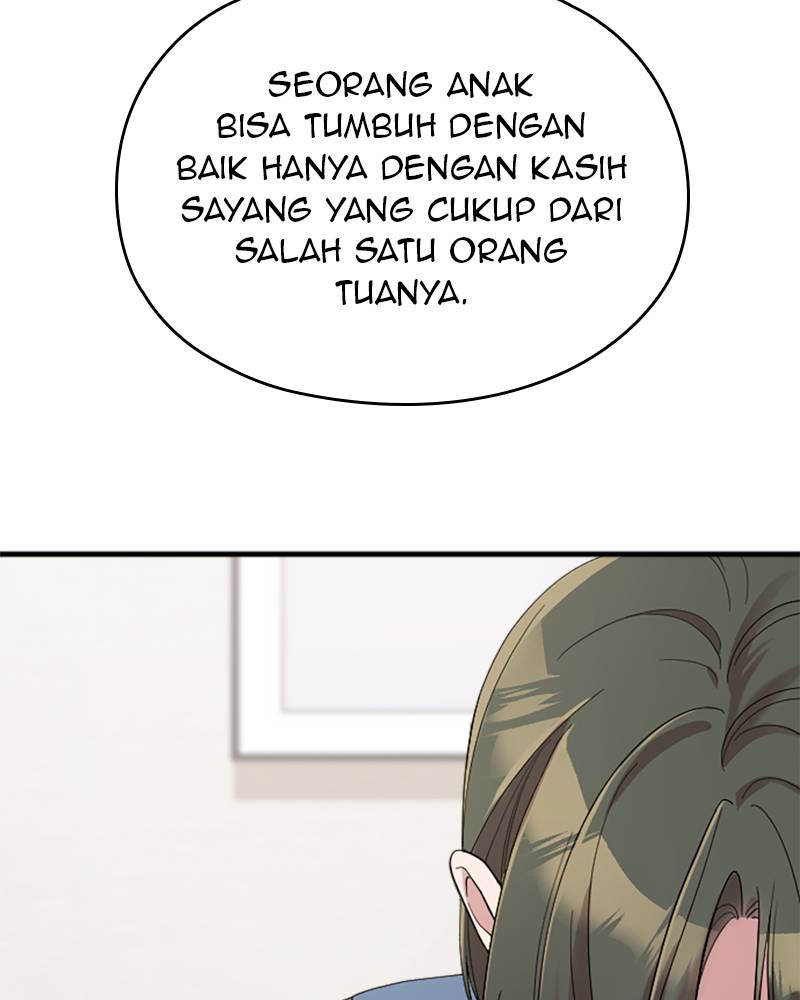 SEORANG ANAK
BISA TUMBUH DENGAN
BAIK HANYA DENGAN KASIH
SAYANG YANG CUKUP DARI
SALAH SATU ORANG
TUANYA.